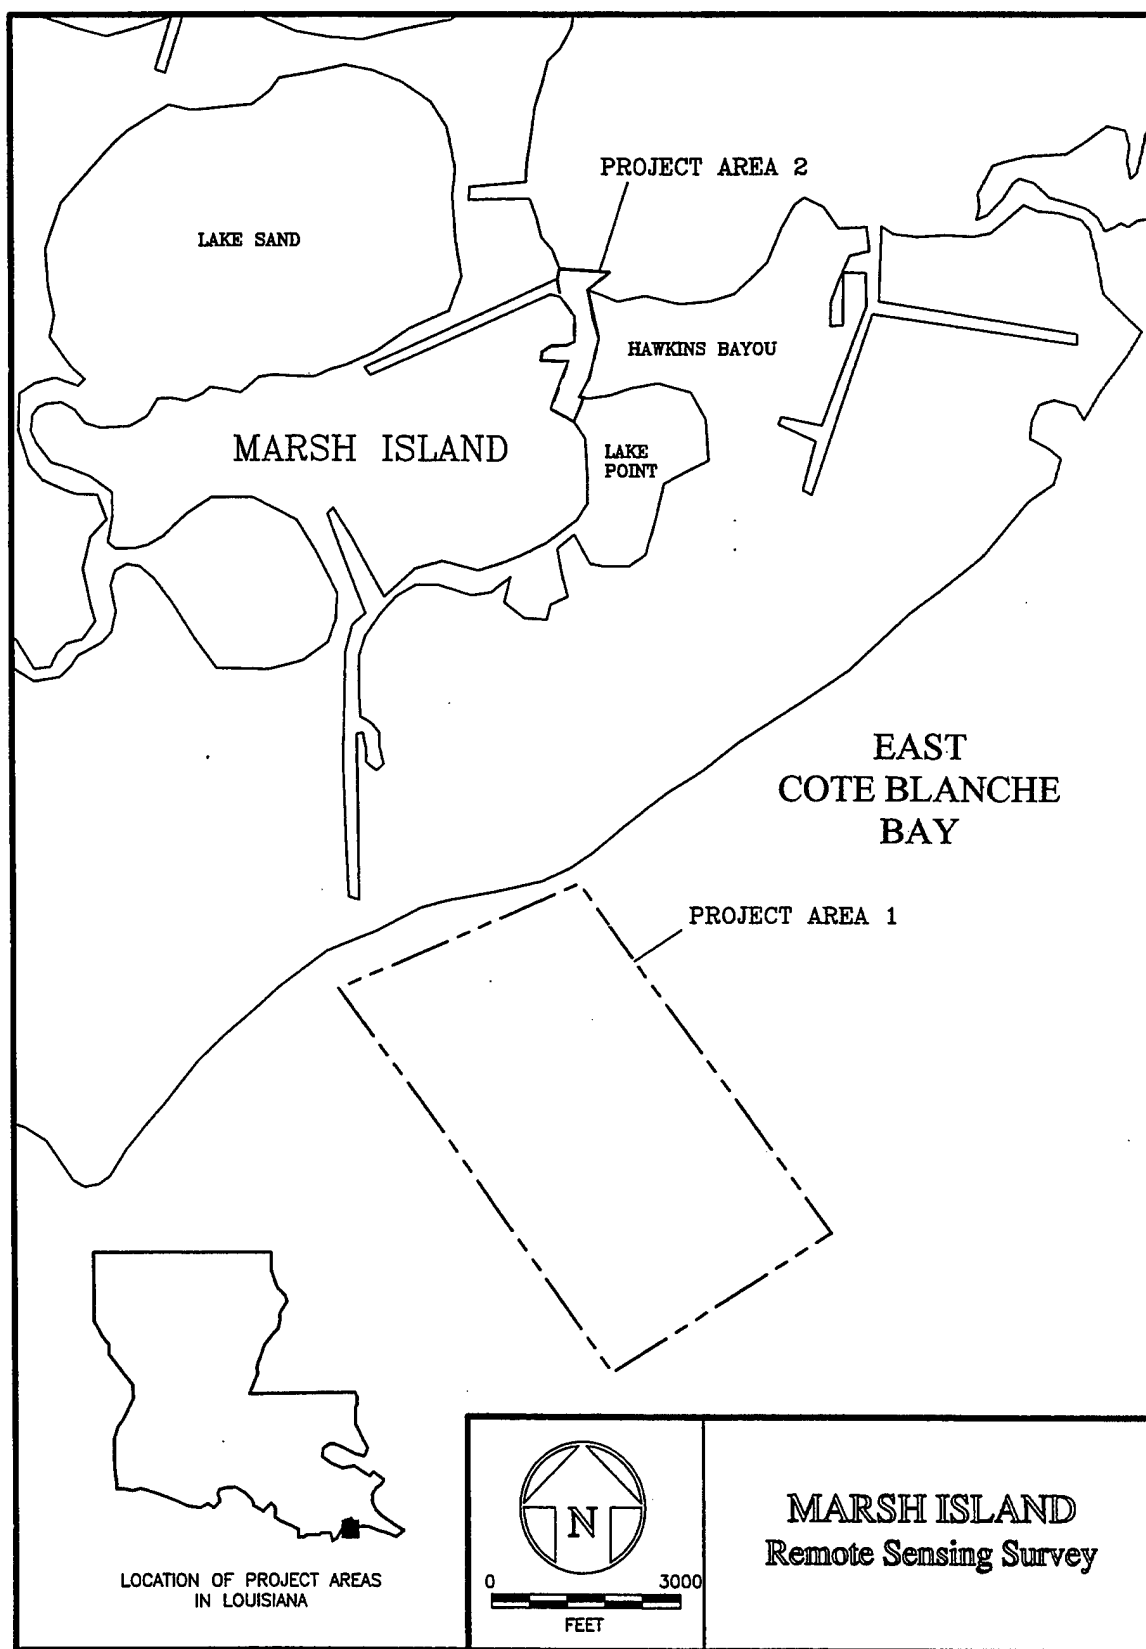 PROJECT AREA 2
LAKE SAND
HAWKINS BAYOU
MARSH ISLAND
LAKE
POINT
EAST
COTE BLANCHE
BAY
PROJECT AREA 1
LOCATION OF PROJECT AREAS
IN LOUISIANA
N
0 3000
FEET
MARSH ISLAND
Remote Sensing Survey